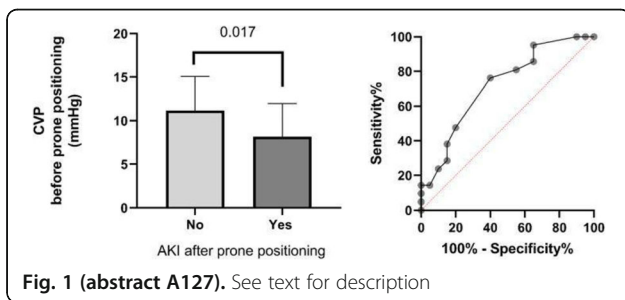 0.017
CVP
before prone positioning
(mmHg)
20
15
10
5
0
No Yes
AKI after prone positioning
Sensitivity%
100
80
60
40
20
0
0 20 40 60 80 100
100% - Specificity%
Fig. 1 (abstract A127). See text for description